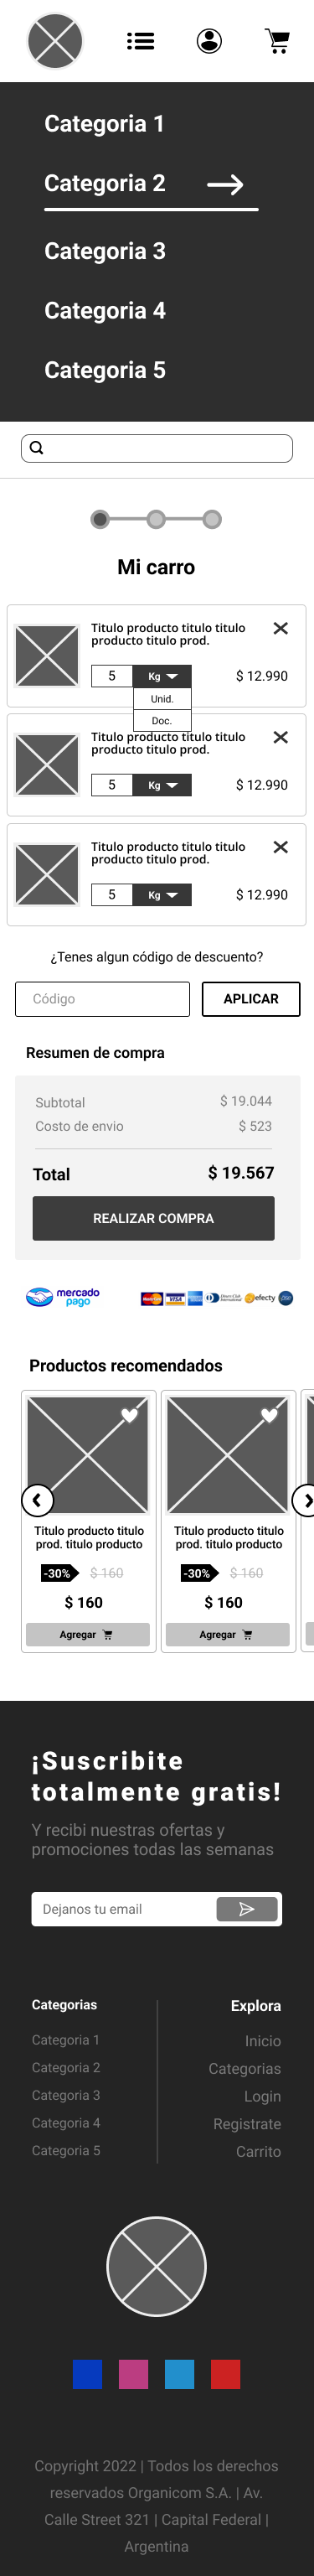 Categoria 1
Categoria 2
Categoria 3
Categoria 4
Categoria 5
Mi carro
Titulo producto titulo titulo
producto titulo prod.
5 Kg $ 12.990
Unid.
Doc.
Titulo producto titulo titulo
producto titulo prod.
5 Kg $ 12.990
Titulo producto titulo titulo
producto titulo prod.
5 Kg $ 12.990
¿Tenes algun código de descuento?
Código APLICAR
Resumen de compra
Subtotal $ 19.044
Costo de envio $ 523
Total $ 19.567
REALIZAR COMPRA
mercado
pago
MasterCard VISA Diners Club International efecty
Productos recomendados
Titulo producto titulo
prod. titulo producto
-30% $ 160
$ 160
Agregar
Titulo producto titulo
prod. titulo producto
-30% $ 160
$ 160
Agregar
¡Suscribite
totalmente gratis!
Y recibi nuestras ofertas y
promociones todas las semanas
Dejanos tu email
Categorias
Categoria 1
Categoria 2
Categoria 3
Categoria 4
Categoria 5
Explora
Inicio
Categorias
Login
Registrate
Carrito
Copyright 2022 | Todos los derechos
reservados Organicom S.A. | Av.
Calle Street 321 | Capital Federal |
Argentina